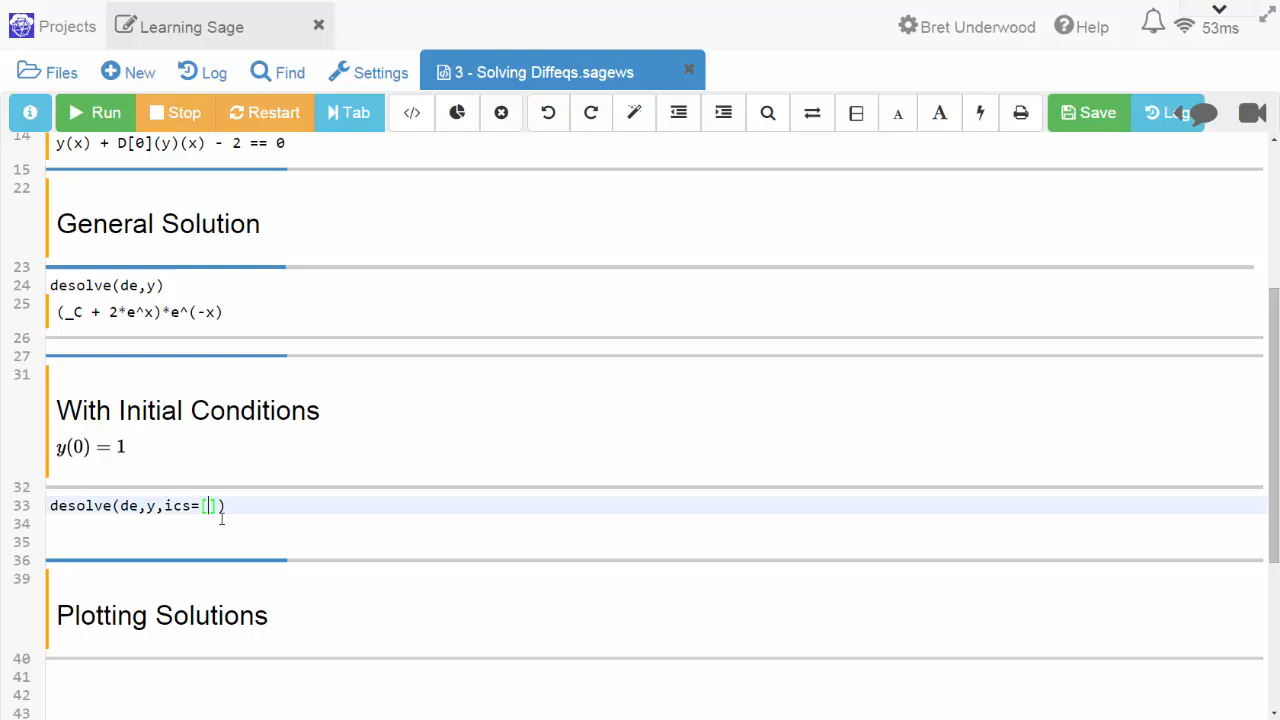 Projects
Learning Sage
Bret Underwood
Help
53ms
Files
New
Log
Find
Settings
3 - Solving Diffeqs.sagews
Run
Stop
Restart
Tab
</>
A
A
Save
Log
14 y(x) + D[0](y)(x) - 2 == 0
15
22
General Solution
23
24 desolve(de,y)
25 (_C + 2*e^x)*e^(-x)
26
27
31
With Initial Conditions
y(0) = 1
32
33 desolve(de,y,ics=[])
34
35
36
39
Plotting Solutions
40
41
42
43